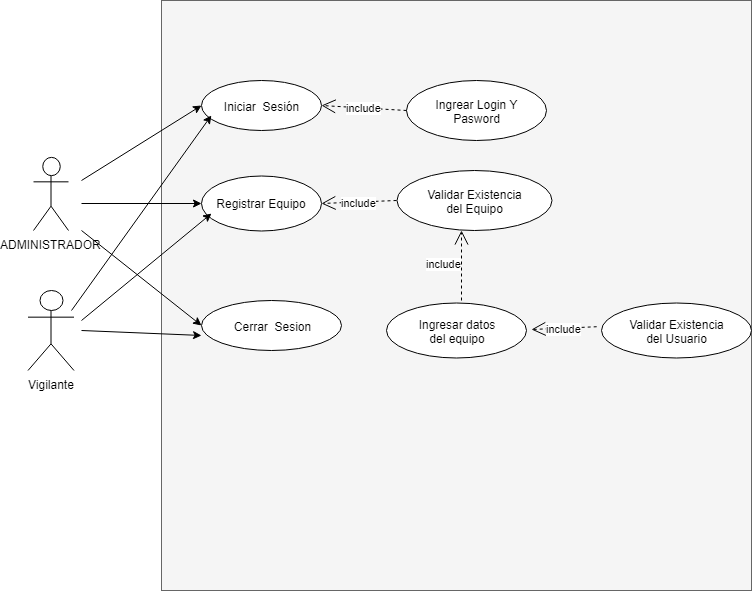 Iniciar Sesión
include
Ingrear Login Y
Pasword
ADMINISTRADOR
Registrar Equipo
include
Validar Existencia
del Equipo
include
Vigilante
Cerrar Sesion
Ingresar datos
del equipo
include
Validar Existencia
del Usuario